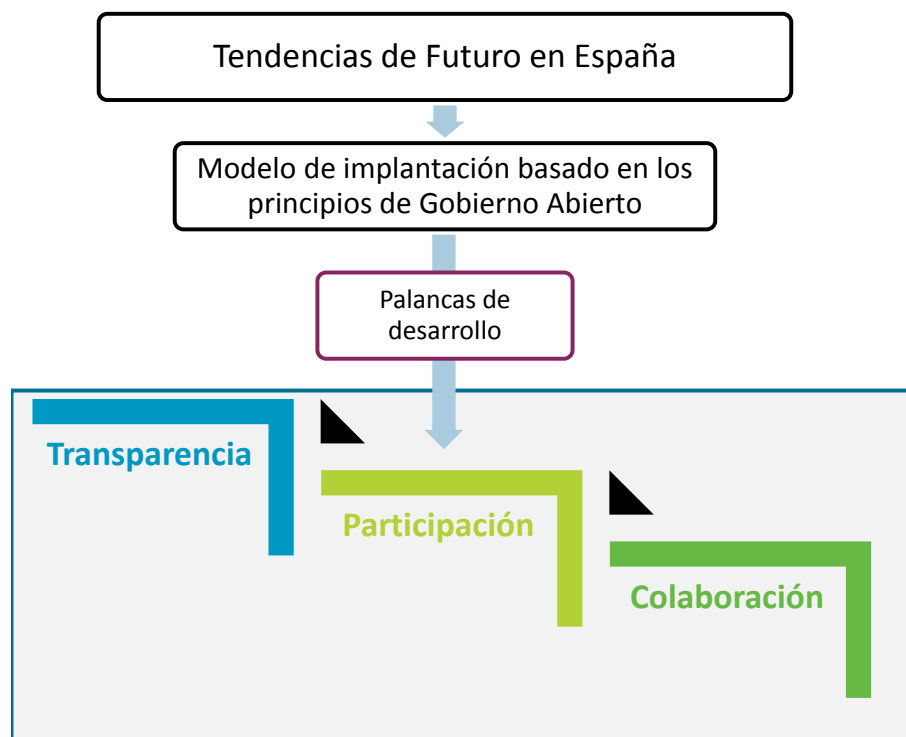 Tendencias de Futuro en España
Modelo de implantación basado en los
principios de Gobierno Abierto
Palancas de
desarrollo
Transparencia
Participación
Colaboración